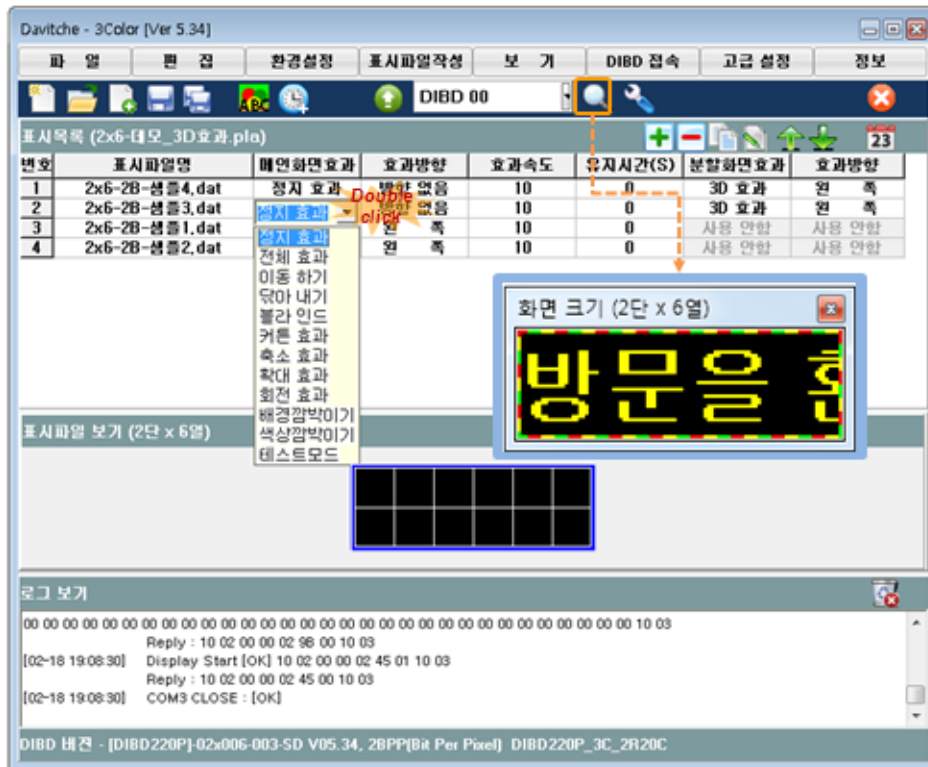 Davitche - 3Color [Ver 5.34]
파 일 편 집 환경설정 표시파일작성 보 기 DIBD 접속 고급 설정 정보
ABC DIBD 00
표시목록 (2x6-데모_3D효과.pla) 23
번호 표시파일명 메인화면효과 효과방향 효과속도 유지시간(S) 분할화면효과 효과방향
1 2x6-2B-샘플4.dat 정지 효과 방향 없음 10 0 3D 효과 왼 쪽
2 2x6-2B-샘플3.dat 정지 효과 방향 없음 10 0 3D 효과 왼 쪽
Double
click
3 2x6-2B-샘플1.dat 왼 쪽 10 0 사용 안함 사용 안함
4 2x6-2B-샘플2.dat 왼 쪽 10 0 사용 안함 사용 안함
정지 효과
전체 효과
이동 하기
닦아 내기
블라 인드
커튼 효과
축소 효과
확대 효과
회전 효과
배경깜박이기
색상깜박이기
테스트모드
화면 크기 (2단 x 6열)
방문을
표시파일 보기 (2단 x 6열)
로그 보기
00 00 00 00 00 00 00 00 00 00 00 00 00 00 00 00 00 00 00 00 00 00 00 00 00 00 00 00 00 00 00 10 03
Reply : 10 02 00 00 02 98 00 10 03
[02-18 19:08:30] Display Start [OK] 10 02 00 00 02 45 01 10 03
Reply : 10 02 00 00 02 45 00 10 03
[02-18 19:08:30] COM3 CLOSE : [OK]
DIBD 버젼 - [DIBD220P]-02x006-003-SD V05.34, 2BPP(Bit Per Pixel) DIBD220P_3C_2R20C